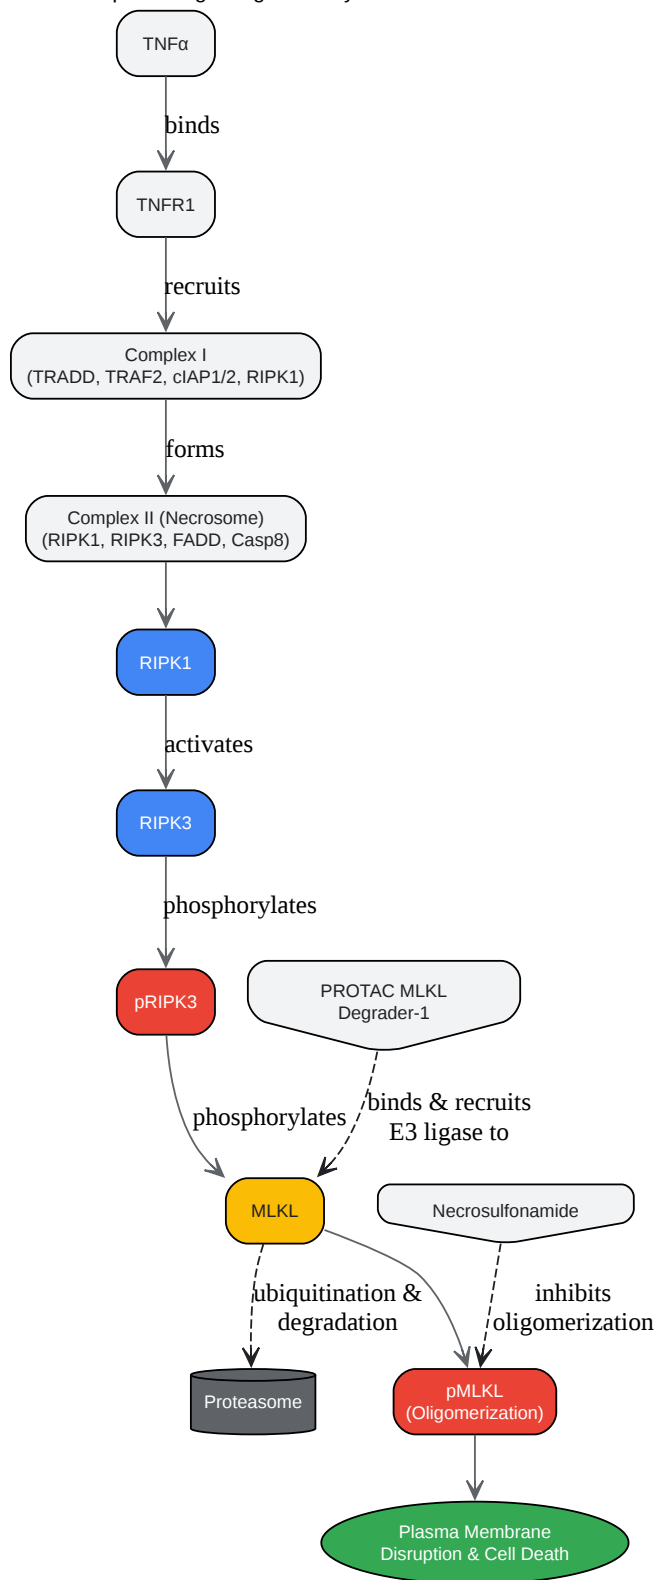 TNFα
binds
TNFR1
recruits
Complex I
(TRADD, TRAF2, cIAP1/2, RIPK1)
forms
Complex II (Necrosome)
(RIPK1, RIPK3, FADD, Casp8)
RIPK1
activates
RIPK3
phosphorylates
pRIPK3
PROTAC MLKL
Degrader-1
phosphorylates
binds & recruits
E3 ligase to
MLKL
Necrosulfonamide
ubiquitination &
degradation
inhibits
oligomerization
Proteasome
pMLKL
(Oligomerization)
Plasma Membrane
Disruption & Cell Death